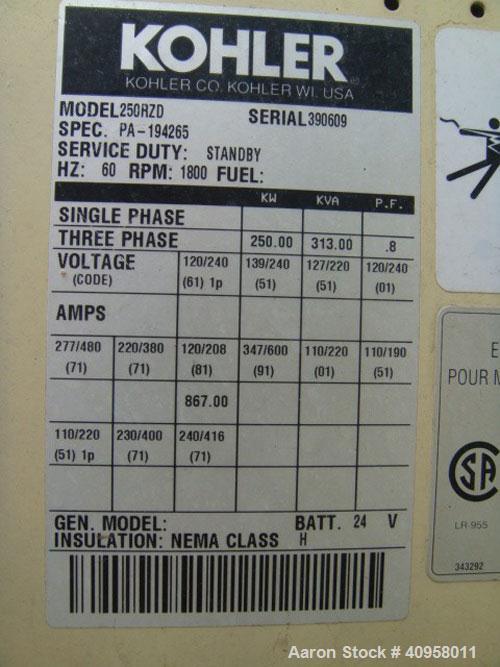 KOHLER®
KOHLER CO. KOHLER WI. USA
MODEL 250RZD SERIAL 390609
SPEC. PA-194265
SERVICE DUTY: STANDBY
HZ: 60 RPM: 1800 FUEL:
KW KVA P.F.
SINGLE PHASE
THREE PHASE 250.00 313.00 .8
VOLTAGE 120/240 139/240 127/220 120/240
(CODE) (61) 1p (51) (51) (01)
AMPS
277/480 220/380 120/208 347/600 110/220 110/190
(71) (71) (81) (91) (01) (51)
867.00
110/220 230/400 240/416
(51) 1p (71) (71)
GEN. MODEL: BATT. 24 V
INSULATION: NEMA CLASS H
E
POUR M
SA
LR 955
343292
Aaron Stock # 40958011